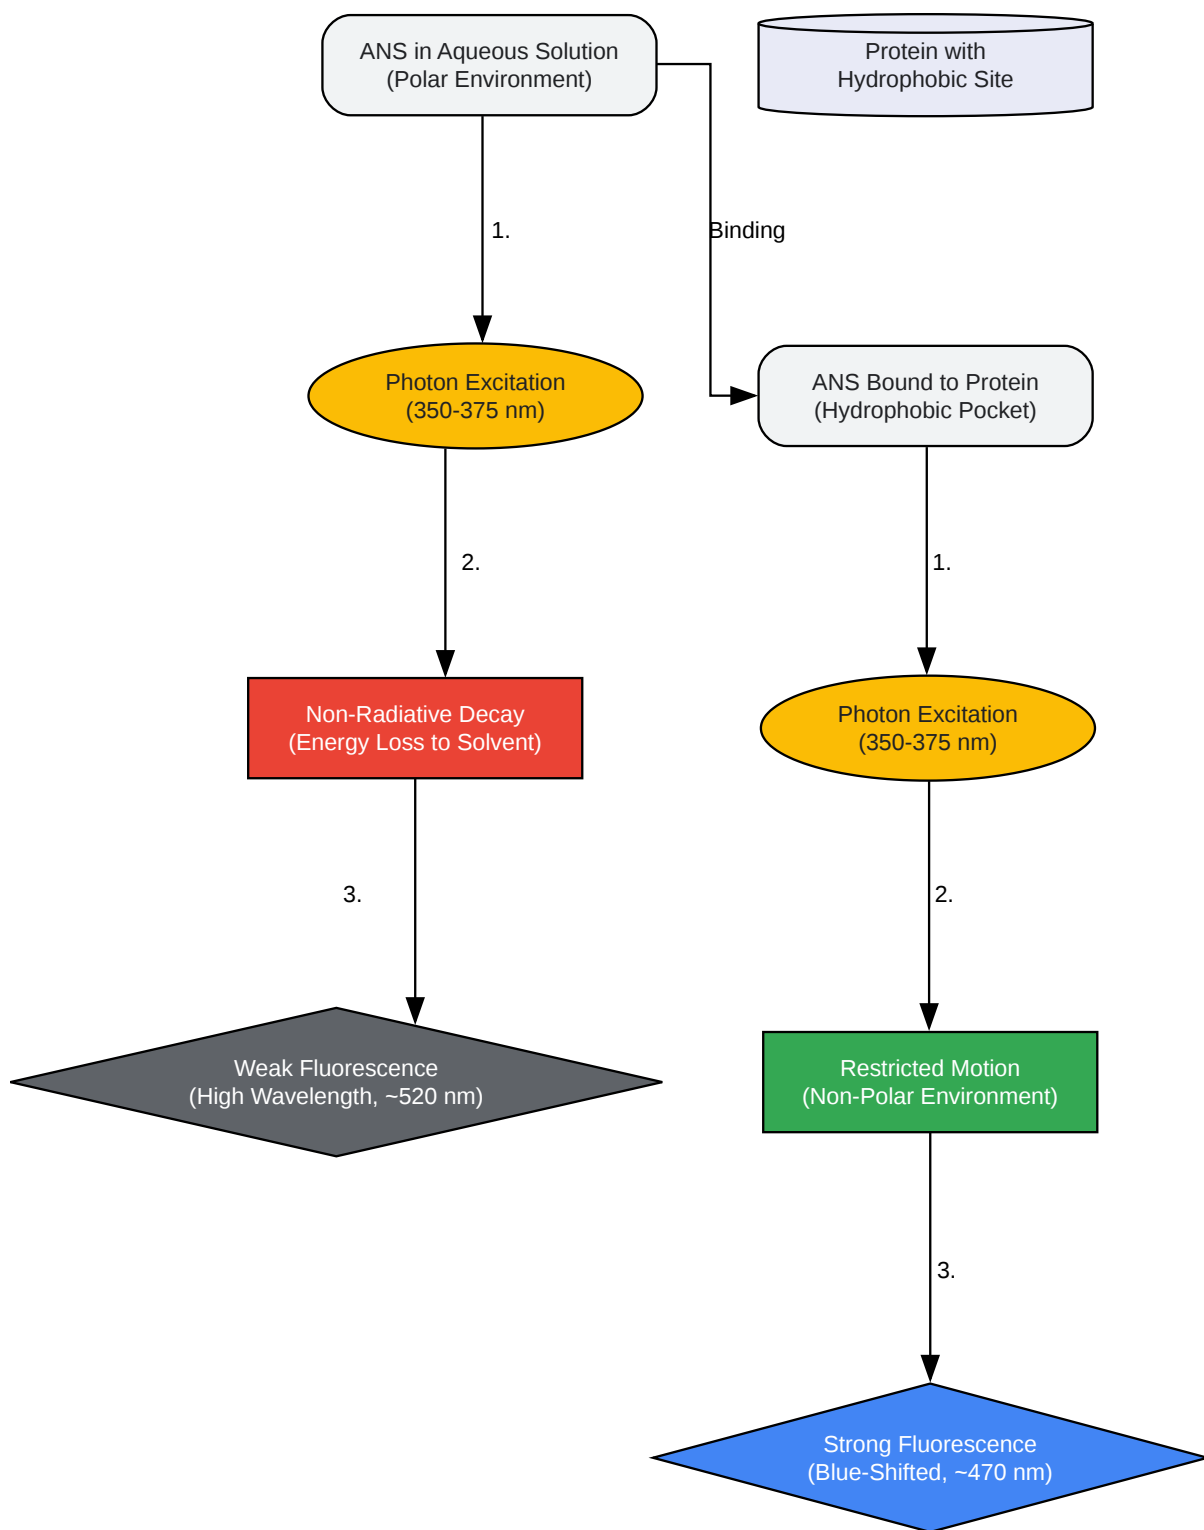 ANS in Aqueous Solution
(Polar Environment)
Protein with
Hydrophobic Site
1.
Binding
Photon Excitation
(350-375 nm)
ANS Bound to Protein
(Hydrophobic Pocket)
2.
1.
Non-Radiative Decay
(Energy Loss to Solvent)
Photon Excitation
(350-375 nm)
3.
2.
Weak Fluorescence
(High Wavelength, ~520 nm)
Restricted Motion
(Non-Polar Environment)
3.
Strong Fluorescence
(Blue-Shifted, ~470 nm)